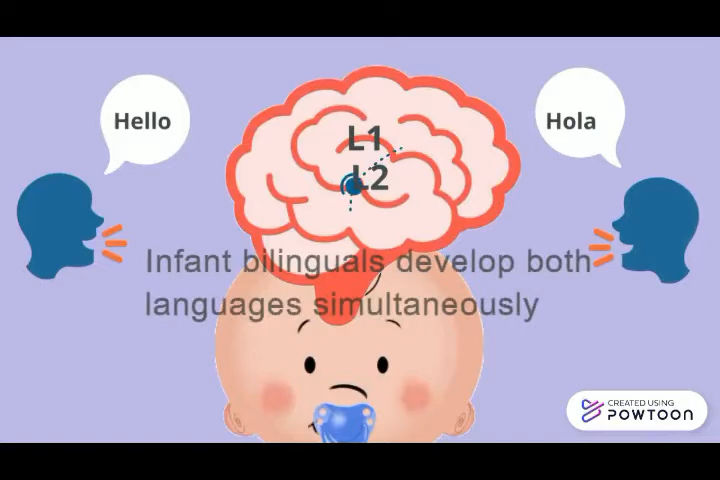 Hello
Hola
L1
L2
Infant bilinguals develop both
languages simultaneously
CREATED USING
POWTOON